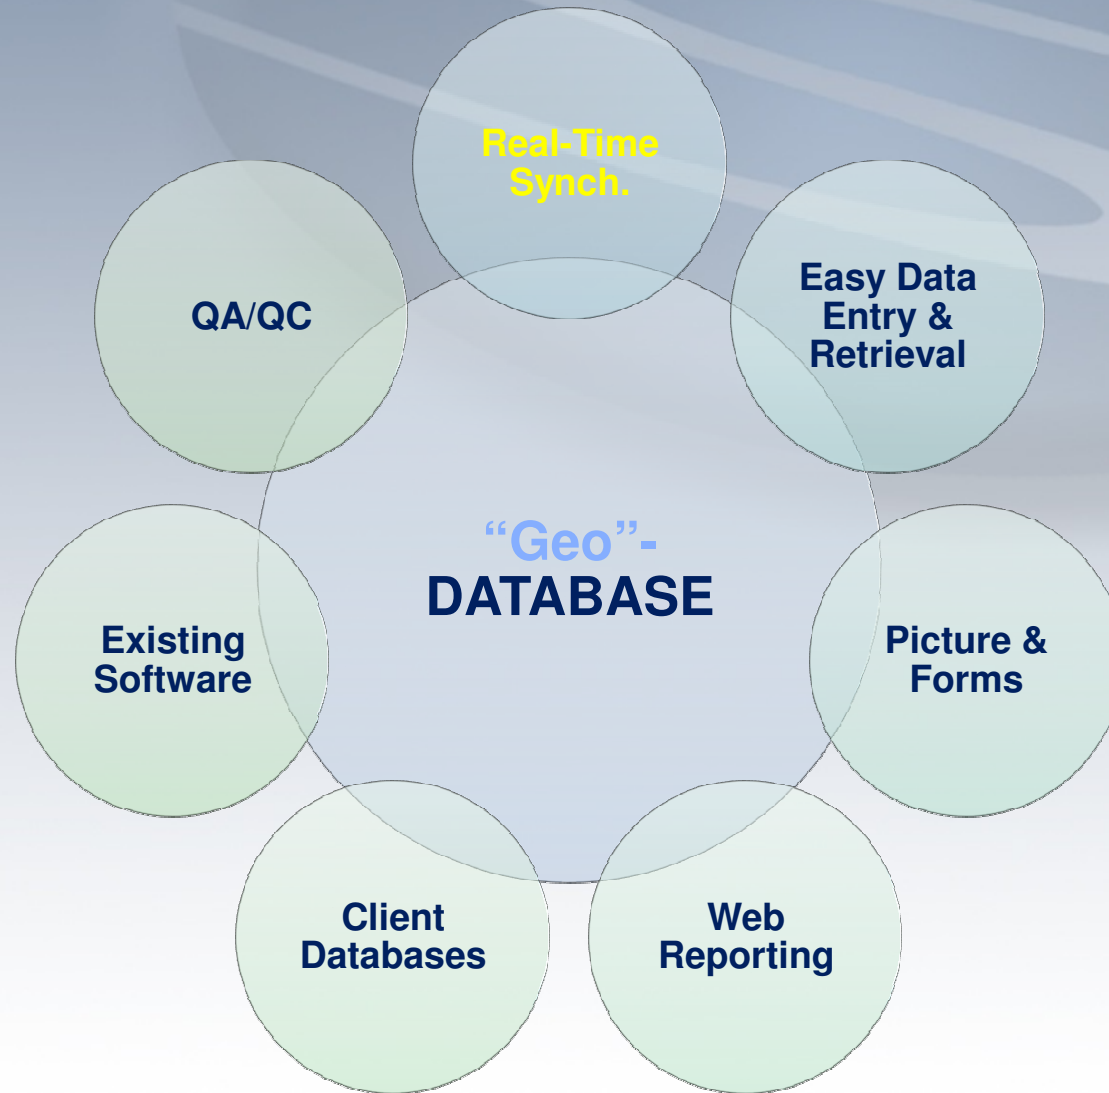 Real-Time
Synch.
Easy Data
Entry &
Retrieval
QA/QC
“Geo”-
DATABASE
Existing
Software
Picture &
Forms
Client
Databases
Web
Reporting